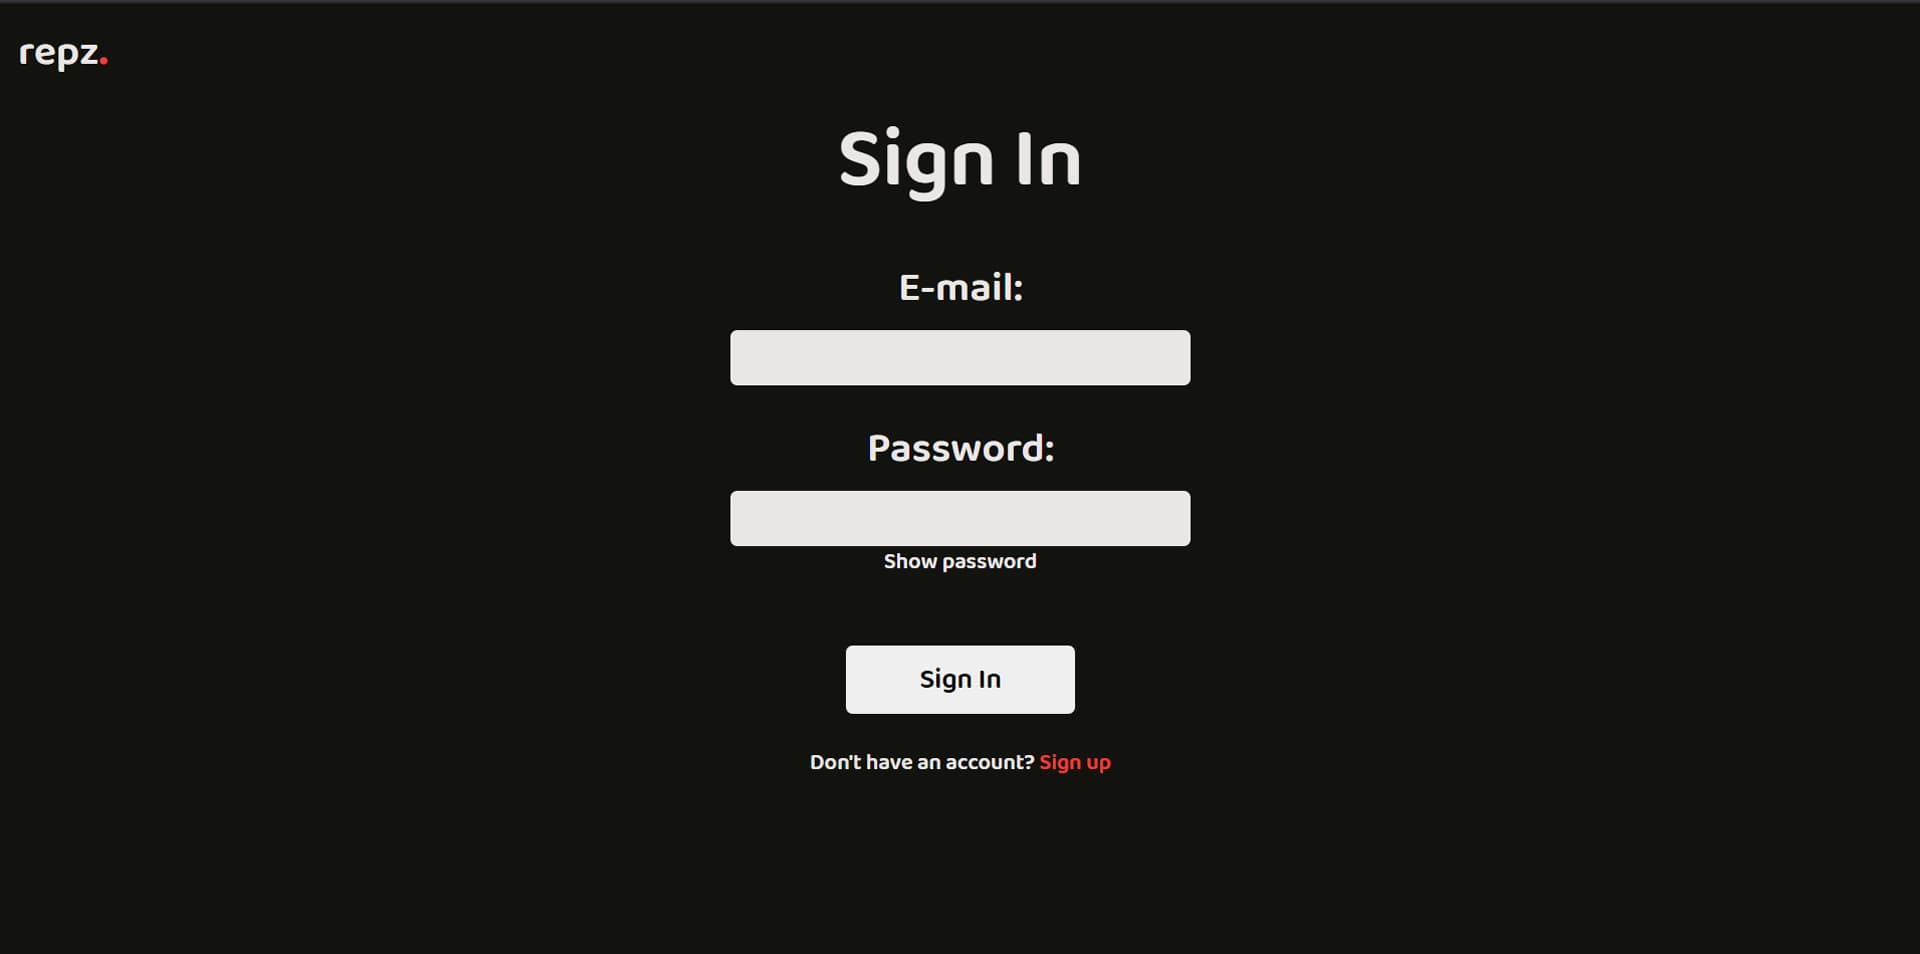 repz.
Sign In
E-mail:
Password:
Show password
Sign In
Don't have an account? Sign up